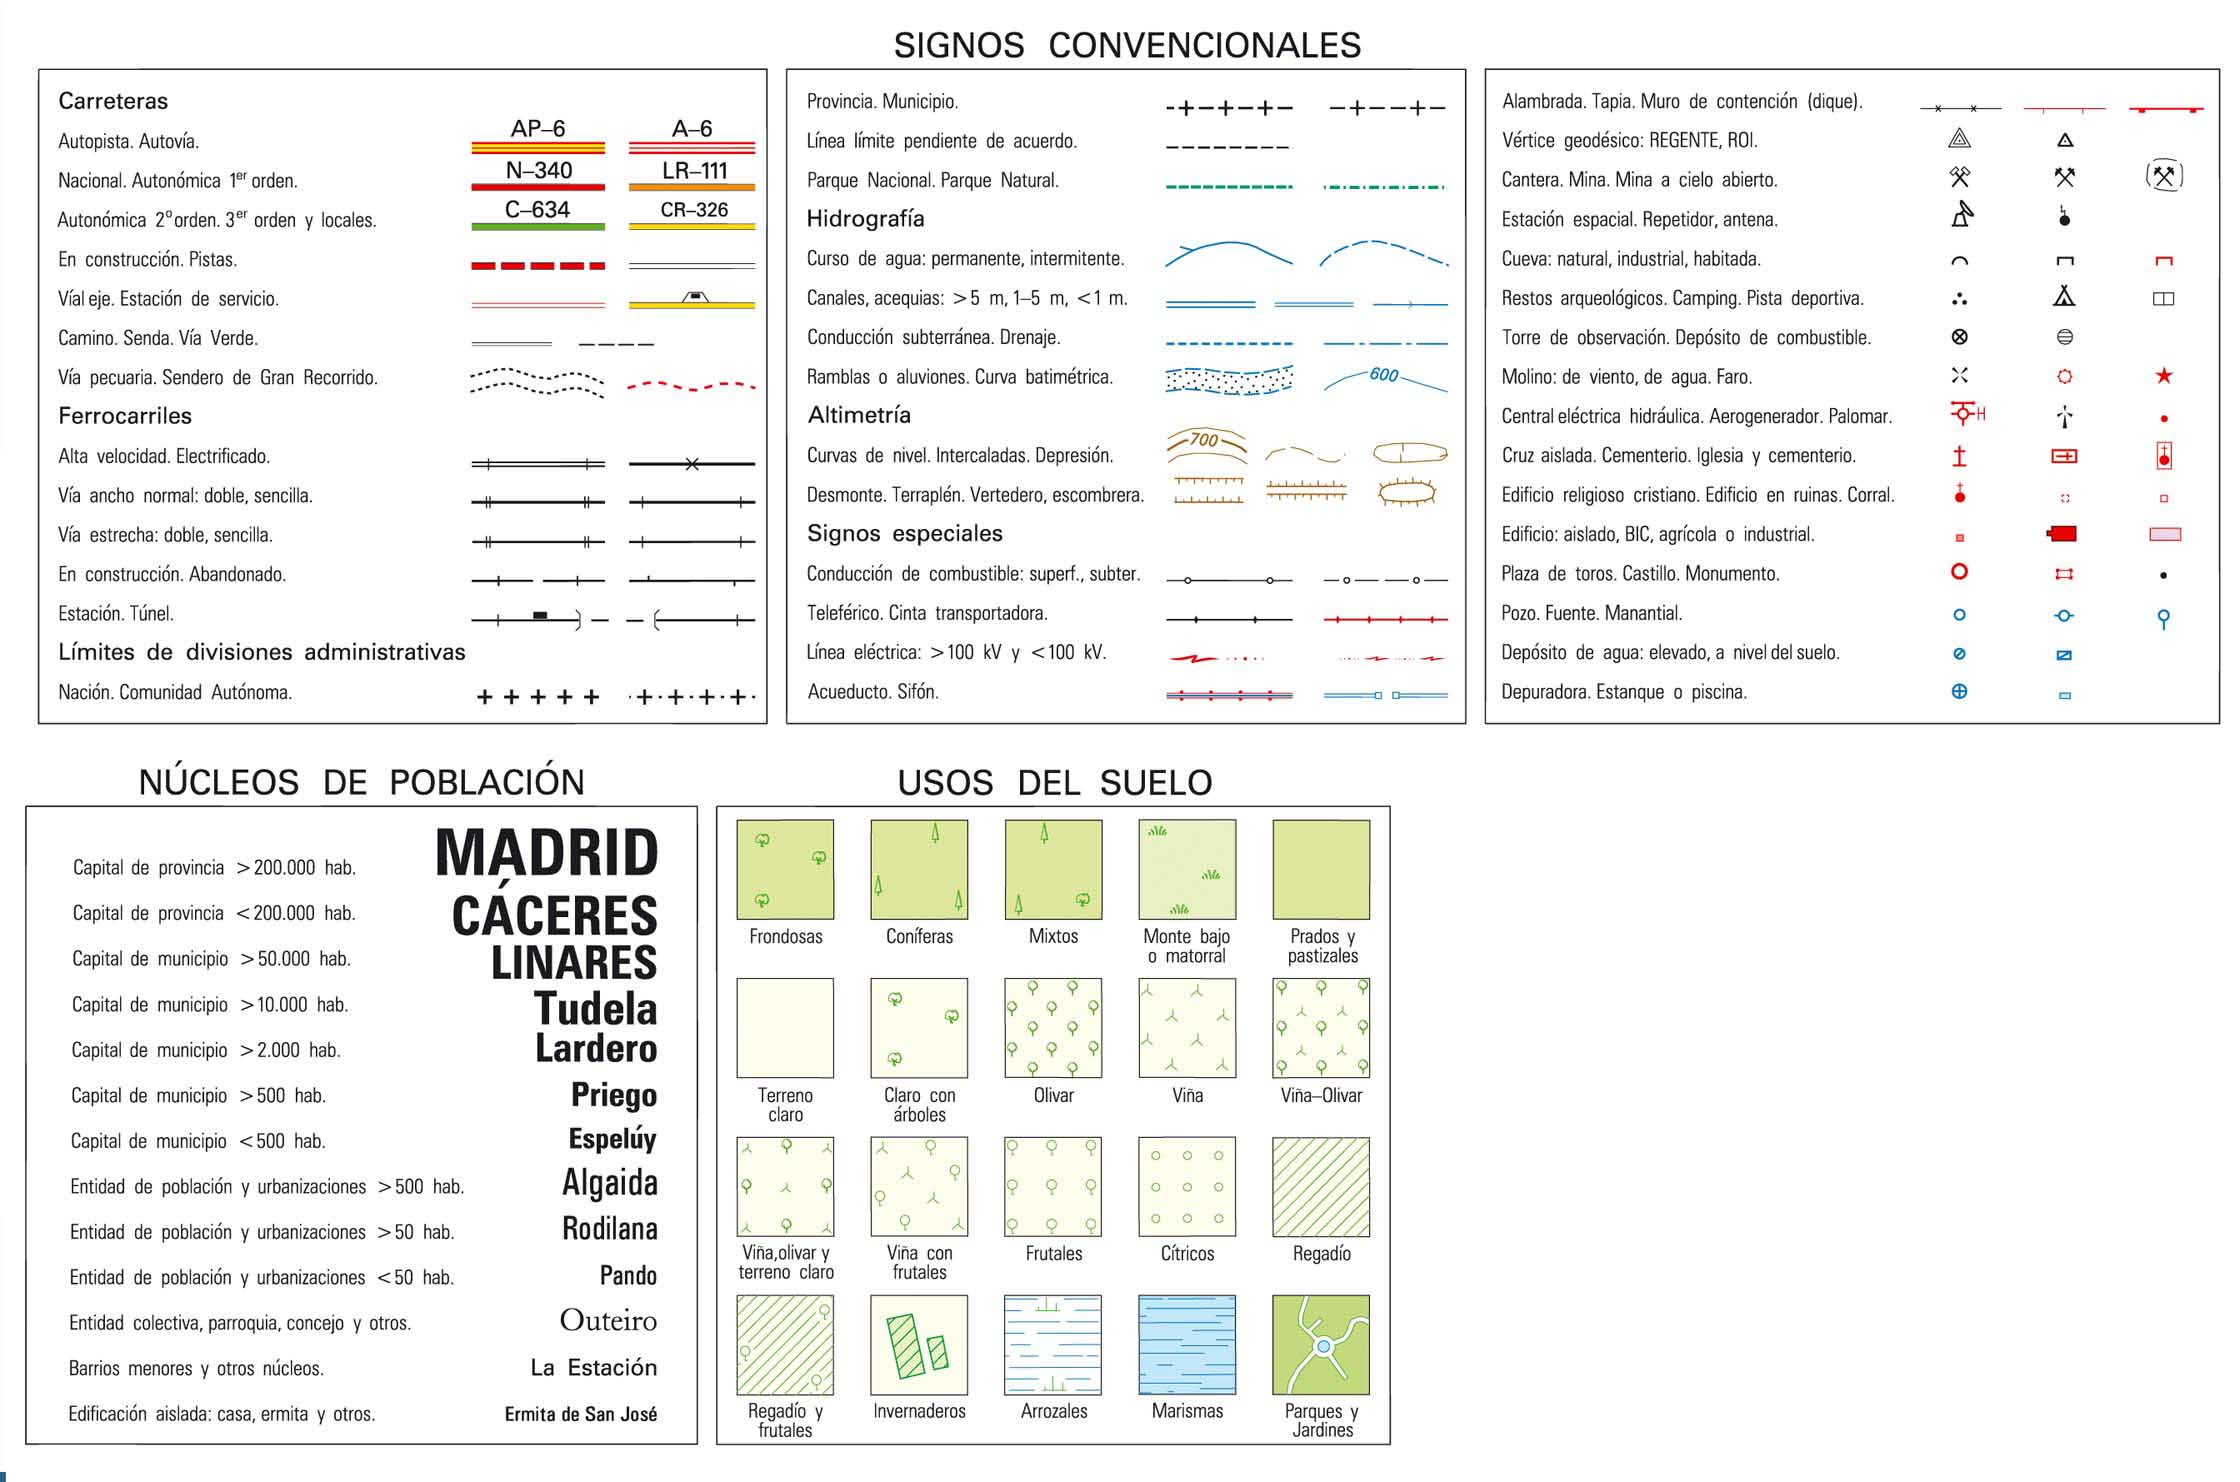 SIGNOS CONVENCIONALES
Carreteras
Autopista. Autovía. AP–6 A–6
Nacional. Autonómica 1er orden. N–340 LR–111
Autonómica 2º orden. 3er orden y locales. C–634 CR–326
En construcción. Pistas.
Víal eje. Estación de servicio.
Camino. Senda. Vía Verde.
Vía pecuaria. Sendero de Gran Recorrido.
Ferrocarriles
Alta velocidad. Electrificado.
Vía ancho normal: doble, sencilla.
Vía estrecha: doble, sencilla.
En construcción. Abandonado.
Estación. Túnel.
Límites de divisiones administrativas
Nación. Comunidad Autónoma.
Provincia. Municipio.
Línea límite pendiente de acuerdo.
Parque Nacional. Parque Natural.
Hidrografía
Curso de agua: permanente, intermitente.
Canales, acequias: >5 m, 1–5 m, <1 m.
Conducción subterránea. Drenaje.
Ramblas o aluviones. Curva batimétrica. 600
Altimetría
Curvas de nivel. Intercaladas. Depresión. 700
Desmonte. Terraplén. Vertedero, escombrera.
Signos especiales
Conducción de combustible: superf., subter.
Teleférico. Cinta transportadora.
Línea eléctrica: >100 kV y <100 kV.
Acueducto. Sifón.
Alambrada. Tapia. Muro de contención (dique).
Vértice geodésico: REGENTE, ROI.
Cantera. Mina. Mina a cielo abierto.
Estación espacial. Repetidor, antena.
Cueva: natural, industrial, habitada.
Restos arqueológicos. Camping. Pista deportiva.
Torre de observación. Depósito de combustible.
Molino: de viento, de agua. Faro.
Central eléctrica hidráulica. Aerogenerador. Palomar. H
Cruz aislada. Cementerio. Iglesia y cementerio.
Edificio religioso cristiano. Edificio en ruinas. Corral.
Edificio: aislado, BIC, agrícola o industrial.
Plaza de toros. Castillo. Monumento.
Pozo. Fuente. Manantial.
Depósito de agua: elevado, a nivel del suelo.
Depuradora. Estanque o piscina.
NÚCLEOS DE POBLACIÓN
Capital de provincia >200.000 hab. MADRID
Capital de provincia <200.000 hab. CÁCERES
Capital de municipio >50.000 hab. LINARES
Capital de municipio >10.000 hab. Tudela
Capital de municipio >2.000 hab. Lardero
Capital de municipio >500 hab. Priego
Capital de municipio <500 hab. Espelúy
Entidad de población y urbanizaciones >500 hab. Algaida
Entidad de población y urbanizaciones >50 hab. Rodilana
Entidad de población y urbanizaciones <50 hab. Pando
Entidad colectiva, parroquia, concejo y otros. Outeiro
Barrios menores y otros núcleos. La Estación
Edificación aislada: casa, ermita y otros. Ermita de San José
USOS DEL SUELO
Frondosas
Coníferas
Mixtos
Monte bajo
o matorral
Prados y
pastizales
Terreno
claro
Claro con
árboles
Olivar
Viña
Viña–Olivar
Viña, olivar y
terreno claro
Viña con
frutales
Frutales
Cítricos
Regadío
Regadío y
frutales
Invernaderos
Arrozales
Marismas
Parques y
Jardines